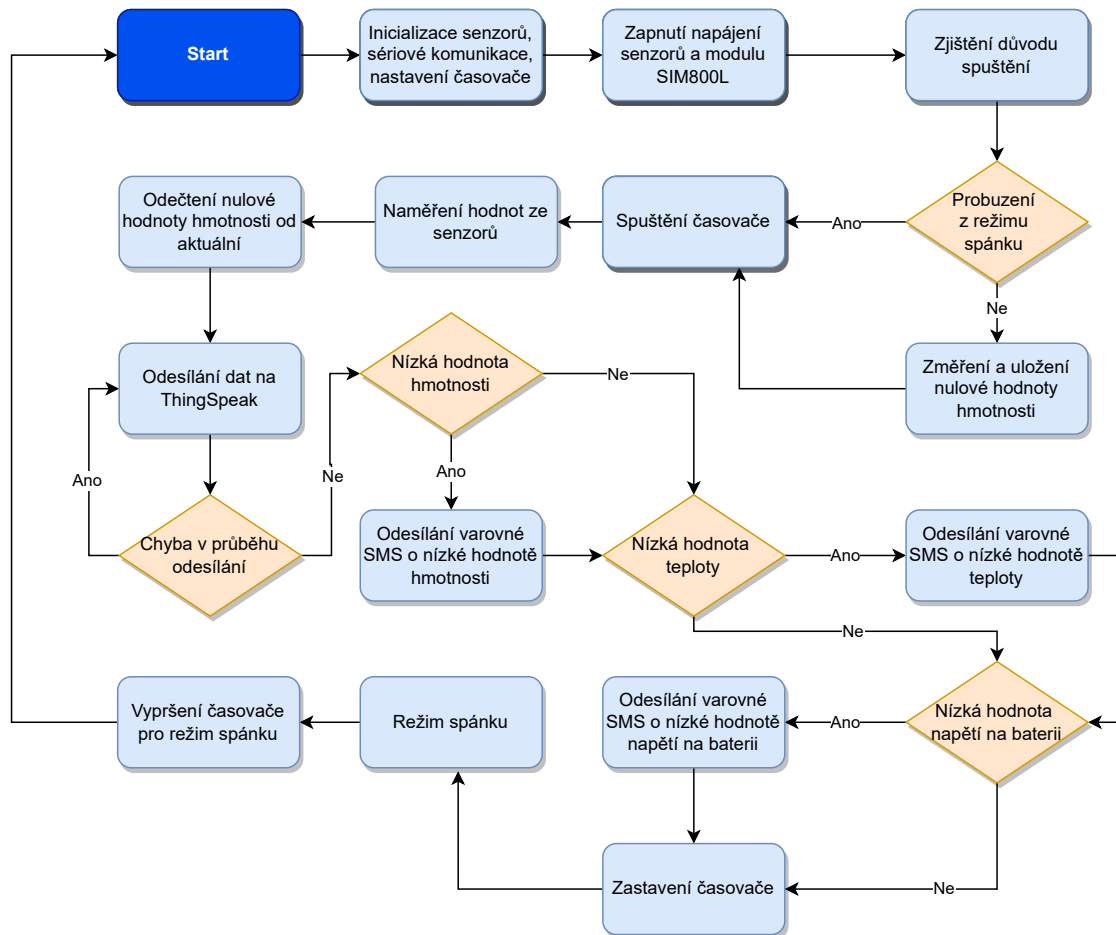 Start
Inicializace senzorů,
sériové komunikace,
nastavení časovače
Zapnutí napájení
senzorů a modulu
SIM800L
Zjištění důvodu
spuštění
Probuzení
z režimu
spánku
Ano
Spuštění časovače
Naměření hodnot ze
senzorů
Odečtení nulové
hodnoty hmotnosti od
aktuální
Ne
Změření a uložení
nulové hodnoty
hmotnosti
Odesílání dat na
ThingSpeak
Ano
Chyba v průběhu
odesílání
Ne
Nízká hodnota
hmotnosti
Ne
Ano
Odesílání varovné
SMS o nízké hodnotě
hmotnosti
Nízká hodnota
teploty
Ano
Odesílání varovné
SMS o nízké hodnotě
teploty
Ne
Nízká hodnota
napětí na baterii
Ano
Odesílání varovné
SMS o nízké hodnotě
napětí na baterii
Ne
Zastavení časovače
Režim spánku
Vypršení časovače
pro režim spánku